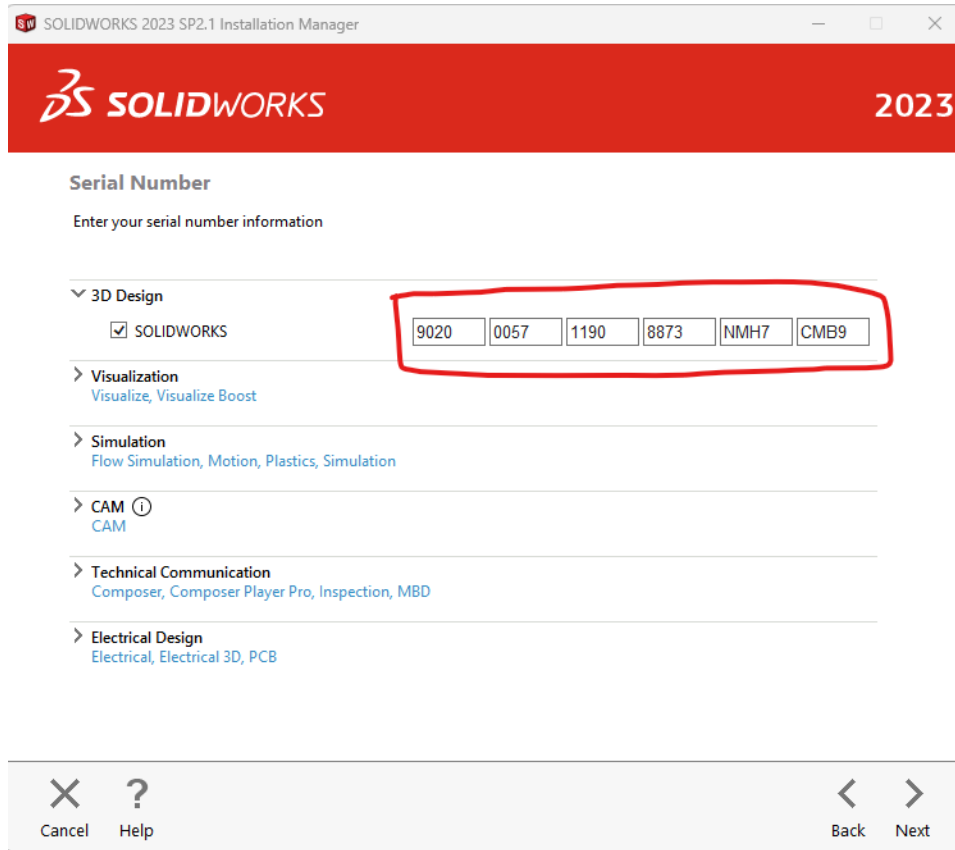 SOLIDWORKS 2023 SP2.1 Installation Manager
SOLIDWORKS
2023
Serial Number
Enter your serial number information
3D Design
SOLIDWORKS 9020 0057 1190 8873 NMH7 CMB9
Visualization
Visualize, Visualize Boost
Simulation
Flow Simulation, Motion, Plastics, Simulation
CAM
CAM
Technical Communication
Composer, Composer Player Pro, Inspection, MBD
Electrical Design
Electrical, Electrical 3D, PCB
Cancel Help Back Next